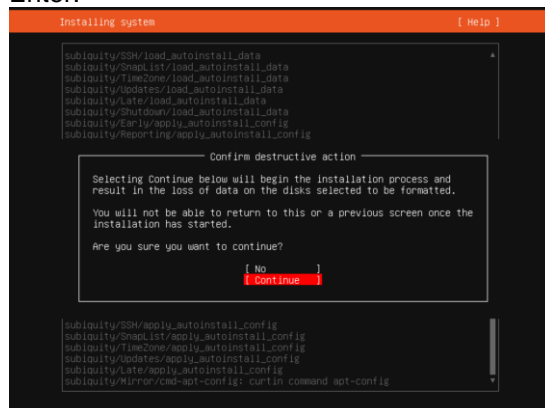 Enter.
Installing system [ Help ]
subiquity/SSH/load_autoinstall_data
subiquity/SnapList/load_autoinstall_data
subiquity/TimeZone/load_autoinstall_data
subiquity/Updates/load_autoinstall_data
subiquity/Late/load_autoinstall_data
subiquity/Shutdown/load_autoinstall_data
subiquity/Early/apply_autoinstall_config
subiquity/Reporting/apply_autoinstall_config
Confirm destructive action
Selecting Continue below will begin the installation process and
result in the loss of data on the disks selected to be formatted.
You will not be able to return to this or a previous screen once the
installation has started.
Are you sure you want to continue?
[ No ]
[ Continue ]
subiquity/SSH/apply_autoinstall_config
subiquity/SnapList/apply_autoinstall_config
subiquity/TimeZone/apply_autoinstall_config
subiquity/Updates/apply_autoinstall_config
subiquity/Late/apply_autoinstall_config
subiquity/Mirror/cmd-apt-config: curtin command apt-config